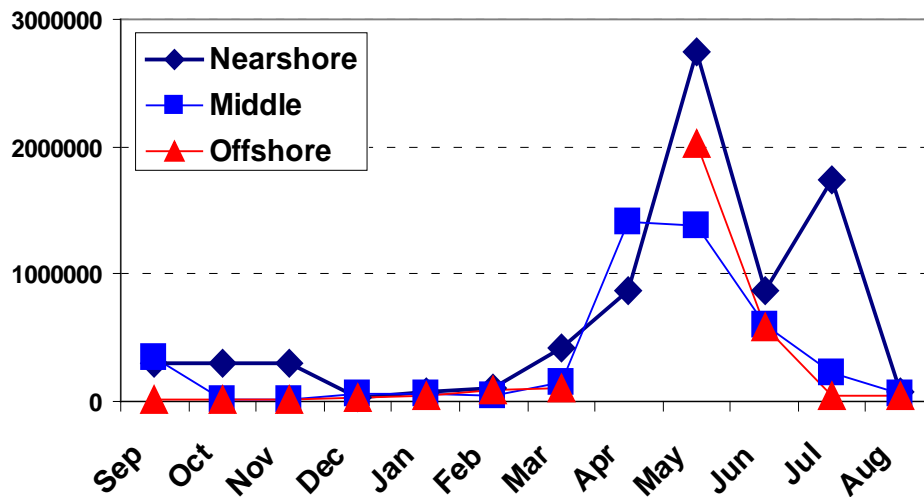 3000000
2000000
1000000
0
Nearshore
Middle
Offshore
Sep Oct Nov Dec Jan Feb Mar Apr May Jun Jul Aug